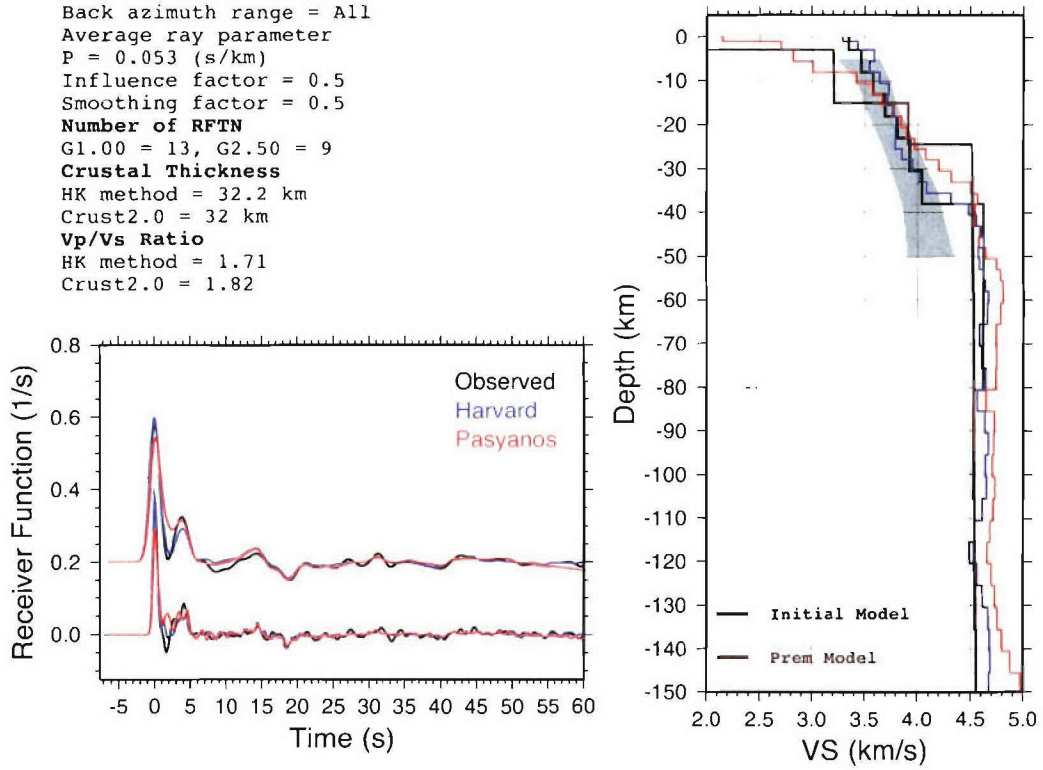 Back azimuth range = All
Average ray parameter
P = 0.053 (s/km)
Influence factor = 0.5
Smoothing factor = 0.5
Number of RFTN
G1.00 = 13, G2.50 = 9
Crustal Thickness
HK method = 32.2 km
Crust2.0 = 32 km
Vp/Vs Ratio
HK method = 1.71
Crust2.0 = 1.82
Receiver Function (1/s)
0.8
0.6
0.4
0.2
0.0
Observed
Harvard
Pasyanos
-5 0 5 10 15 20 25 30 35 40 45 50 55 60
Time (s)
Depth (km)
0
-10
-20
-30
-40
-50
-60
-70
-80
-90
-100
-110
-120
-130
-140
-150
Initial Model
Prem Model
2.0 2.5 3.0 3.5 4.0 4.5 5.0
VS (km/s)